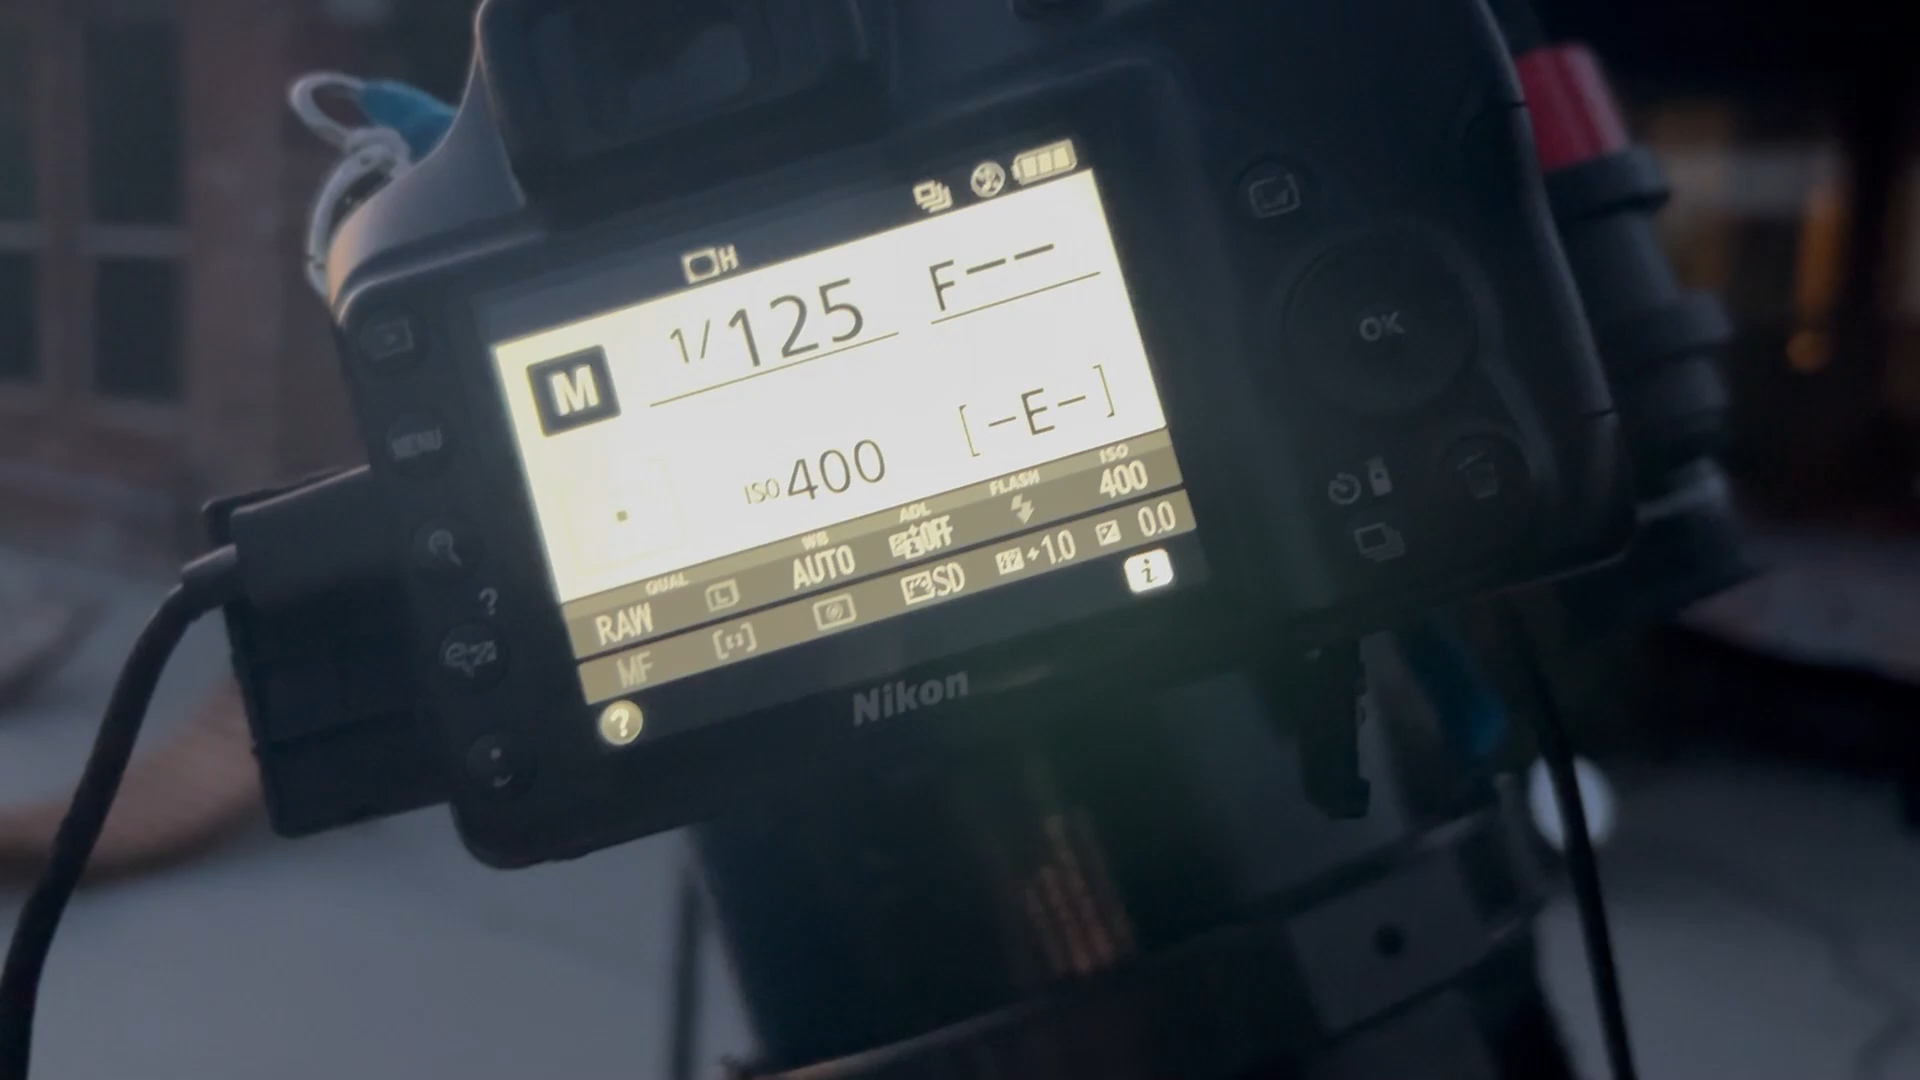 H
M 1/125 F--
ISO 400 [-E-]
QUAL WB ADL FLASH ISO
RAW L AUTO OFF 400
MF SD +1.0 0.0
? i
Nikon
MENU
OK
?